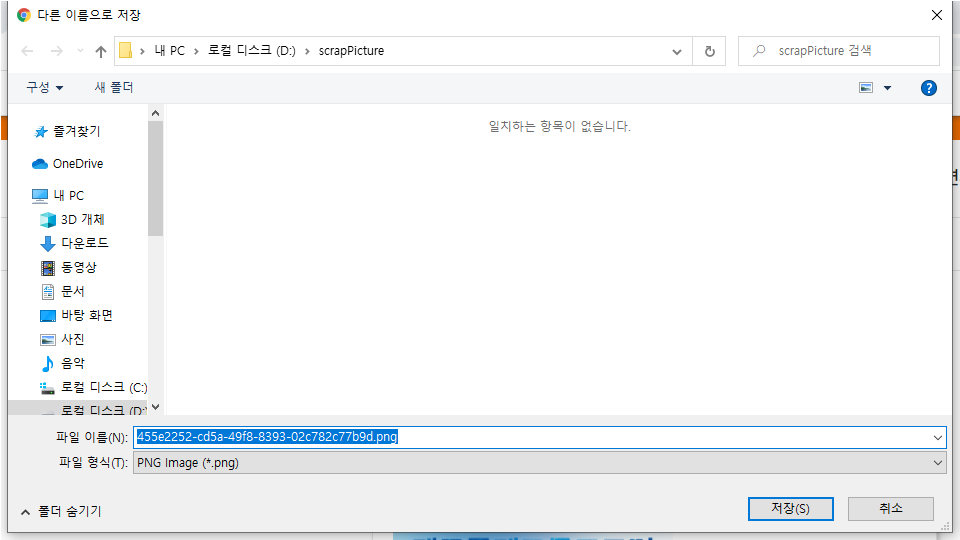 다른 이름으로 저장
내 PC
로컬 디스크 (D:)
scrapPicture
scrapPicture 검색
구성
새 폴더
일치하는 항목이 없습니다.
즐겨찾기
OneDrive
내 PC
3D 개체
다운로드
동영상
문서
바탕 화면
사진
음악
로컬 디스크 (C:)
로컬 디스크 (D:)
파일 이름(N):
455e2252-cd5a-49f8-8393-02c782c77b9d.png
파일 형식(T):
PNG Image (*.png)
폴더 숨기기
저장(S)
취소